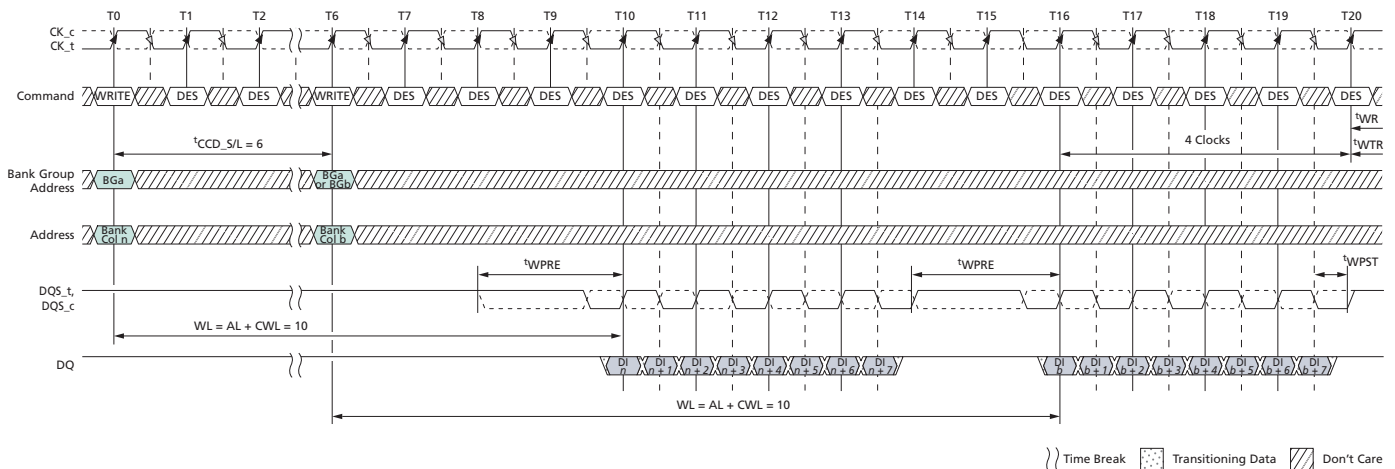 T0 T1 T2 T6 T7 T8 T9 T10 T11 T12 T13 T14 T15 T16 T17 T18 T19 T20
CK_c
CK_t
Command WRITE DES DES WRITE DES DES DES DES DES DES DES DES DES DES DES DES DES DES
tWR
tCCD_S/L = 6
4 Clocks
tWTR
Bank Group
Address
BGa
BGa
or BGb
Address
Bank
Col n
Bank
Col b
tWPRE
tWPRE
tWPST
DQS_t,
DQS_c
WL = AL + CWL = 10
DQ
DI
n
DI
n + 1
DI
n + 2
DI
n + 3
DI
n + 4
DI
n + 5
DI
n + 6
DI
n + 7
DI
b
DI
b + 1
DI
b + 2
DI
b + 3
DI
b + 4
DI
b + 5
DI
b + 6
DI
b + 7
WL = AL + CWL = 10
Time Break Transitioning Data Don't Care